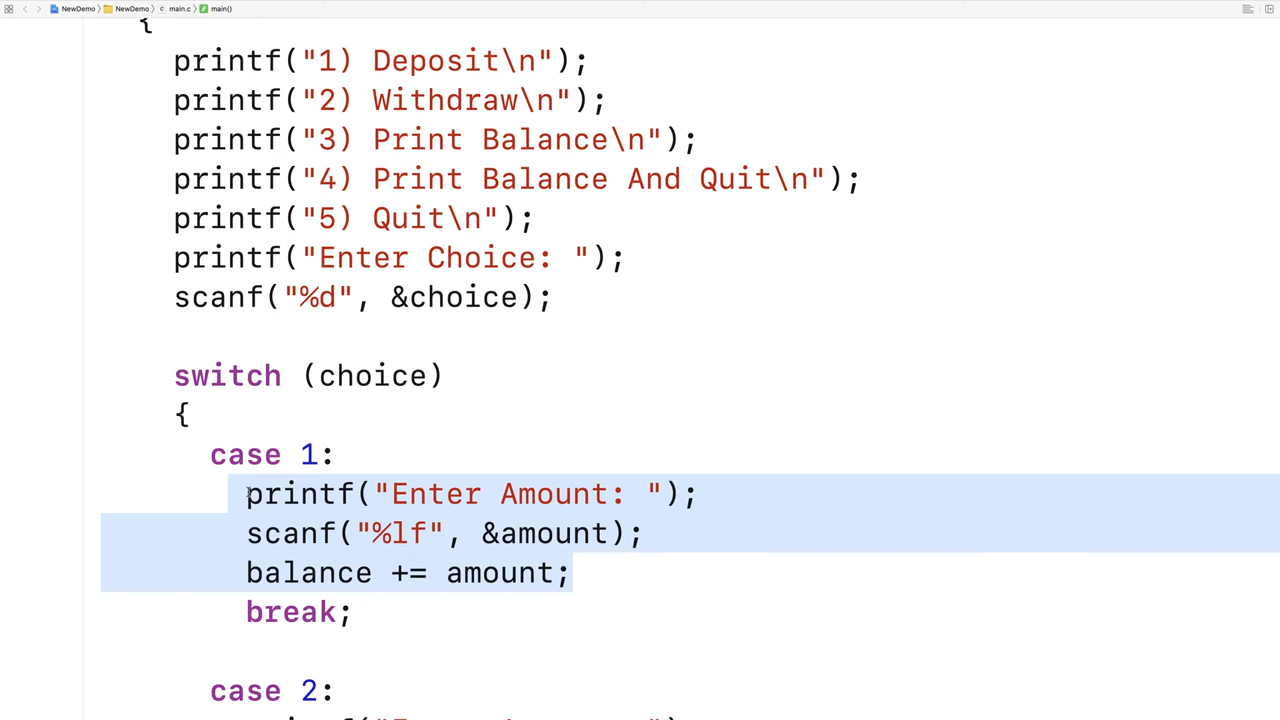 NewDemo NewDemo main.c main()
{
printf("1) Deposit\n");
printf("2) Withdraw\n");
printf("3) Print Balance\n");
printf("4) Print Balance And Quit\n");
printf("5) Quit\n");
printf("Enter Choice: ");
scanf("%d", &choice);
switch (choice)
{
case 1:
printf("Enter Amount: ");
scanf("%lf", &amount);
balance += amount;
break;
case 2: